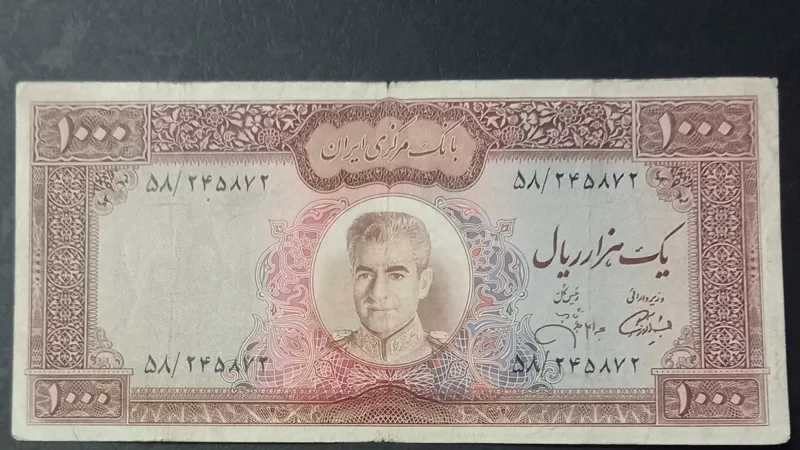 ۱۰۰۰ ۱۰۰۰
بانک مرکزی ایران
۵۸/۲۴۵۸۷۲ ۵۸/۲۴۵۸۷۲
یک هزار ریال
وزیر دارائی رئیس کل
۵۸/۲۴۵۸۷۲ ۵۸/۲۴۵۸۷۲
۱۰۰۰ ۱۰۰۰